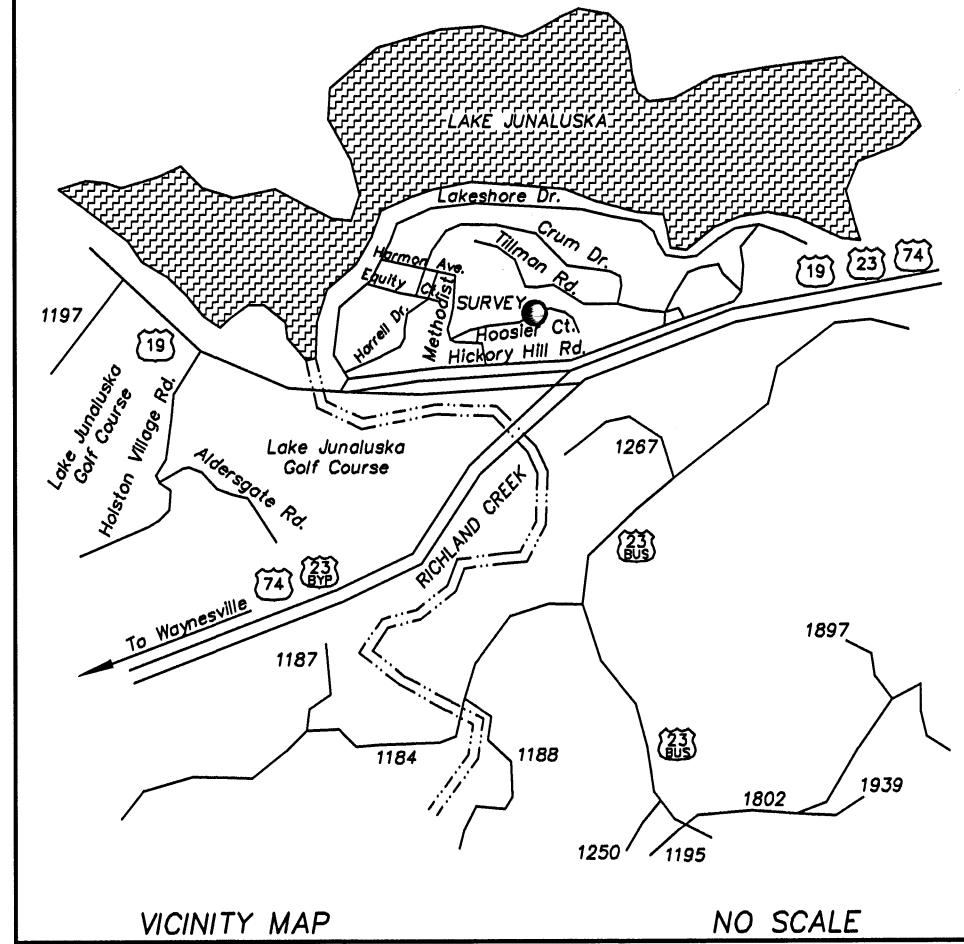 LAKE JUNALUSKA
Lakeshore Dr.
Crum Dr.
Tillman Rd.
Harmon Ave.
Equity Ct.
Methodist
Harrell Dr.
SURVEY
Hoosier Ct.
Hickory Hill Rd.
19 23 74
1197
19
Lake Junaluska
Golf Course
Holston Village Rd.
Aldersgate Rd.
Lake Junaluska
Golf Course
1267
RICHLAND CREEK
23
BUS
74
23
BYP
To Waynesville
1187
1897
1184
1188
23
BUS
1802
1939
1250
1195
VICINITY MAP
NO SCALE